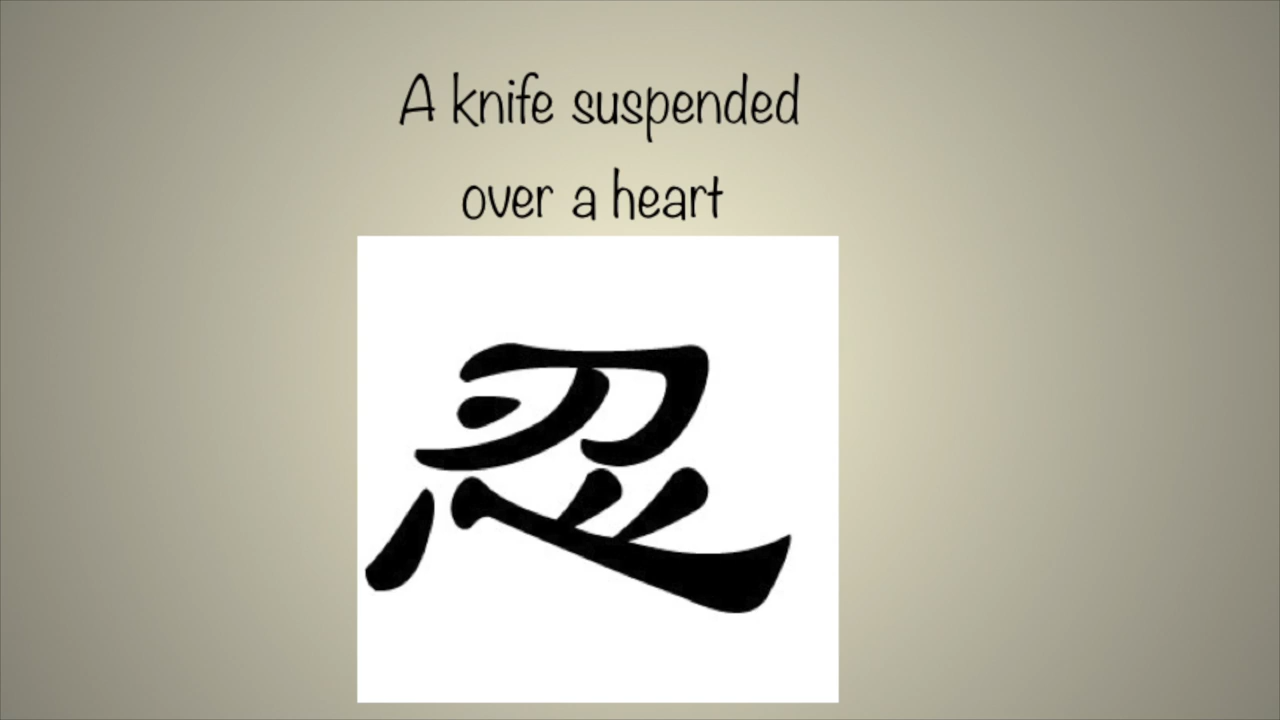 A knife suspended
over a heart
忍